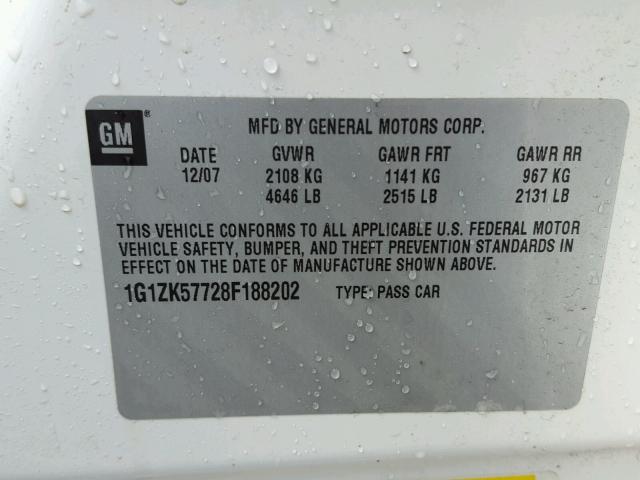 GM®
MFD BY GENERAL MOTORS CORP.
DATE GVWR GAWR FRT GAWR RR
12/07 2108 KG 1141 KG 967 KG
4646 LB 2515 LB 2131 LB
THIS VEHICLE CONFORMS TO ALL APPLICABLE U.S. FEDERAL MOTOR
VEHICLE SAFETY, BUMPER, AND THEFT PREVENTION STANDARDS IN
EFFECT ON THE DATE OF MANUFACTURE SHOWN ABOVE.
1G1ZK57728F188202 TYPE: PASS CAR